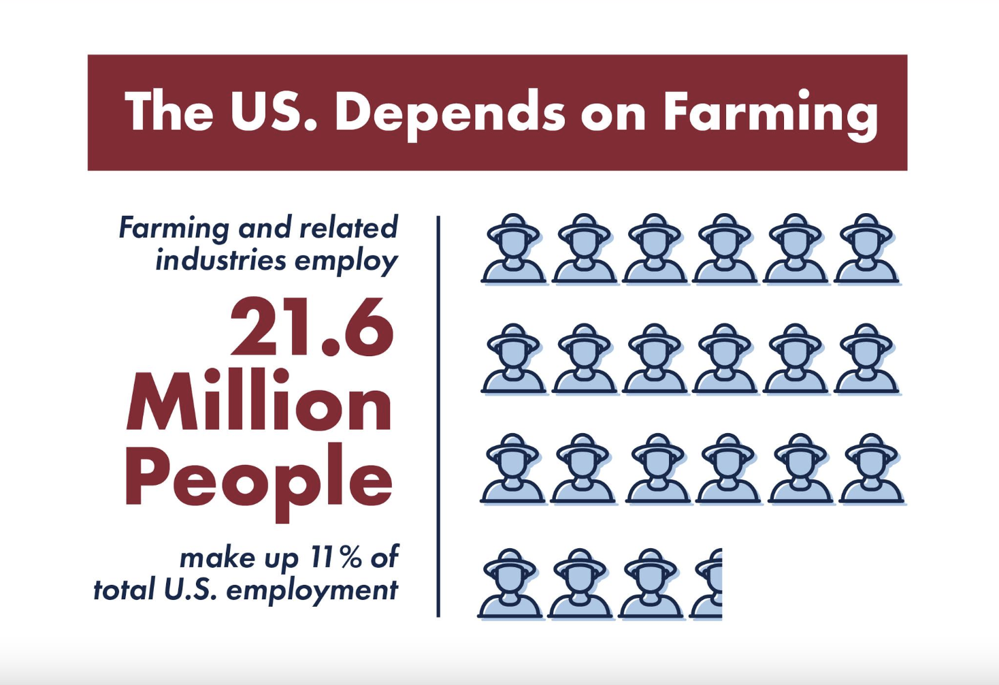 The US. Depends on Farming
Farming and related
industries employ
21.6
Million
People
make up 11% of
total U.S. employment